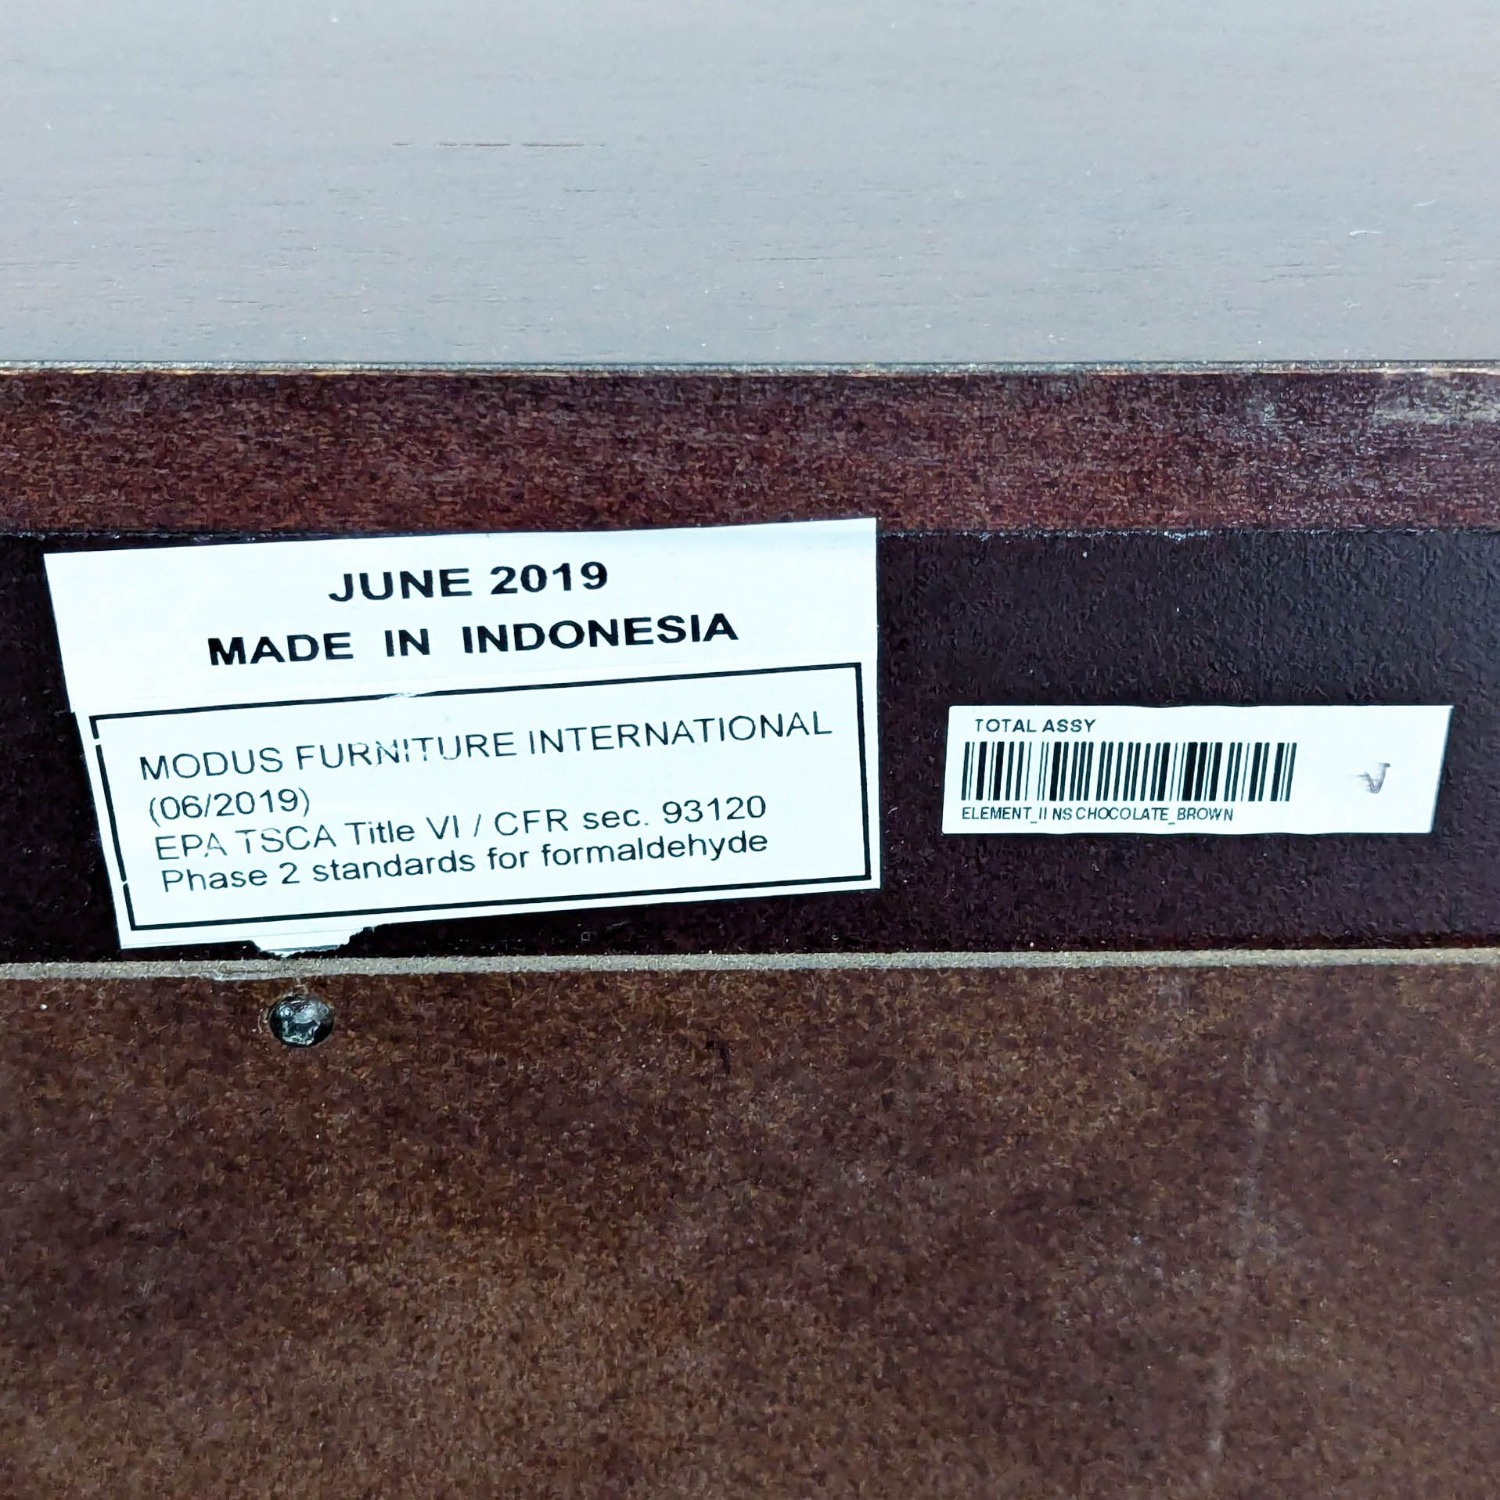 JUNE 2019
MADE IN INDONESIA
MODUS FURNITURE INTERNATIONAL
(06/2019)
EPA TSCA Title VI / CFR sec. 93120
Phase 2 standards for formaldehyde
TOTAL ASSY
ELEMENT_II NS CHOCOLATE_BROWN